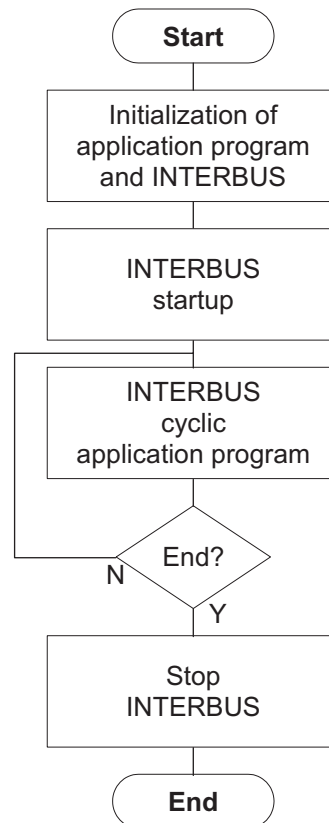 Start
Initialization of
application program
and INTERBUS
INTERBUS
startup
INTERBUS
cyclic
application program
End?
N
Y
Stop
INTERBUS
End